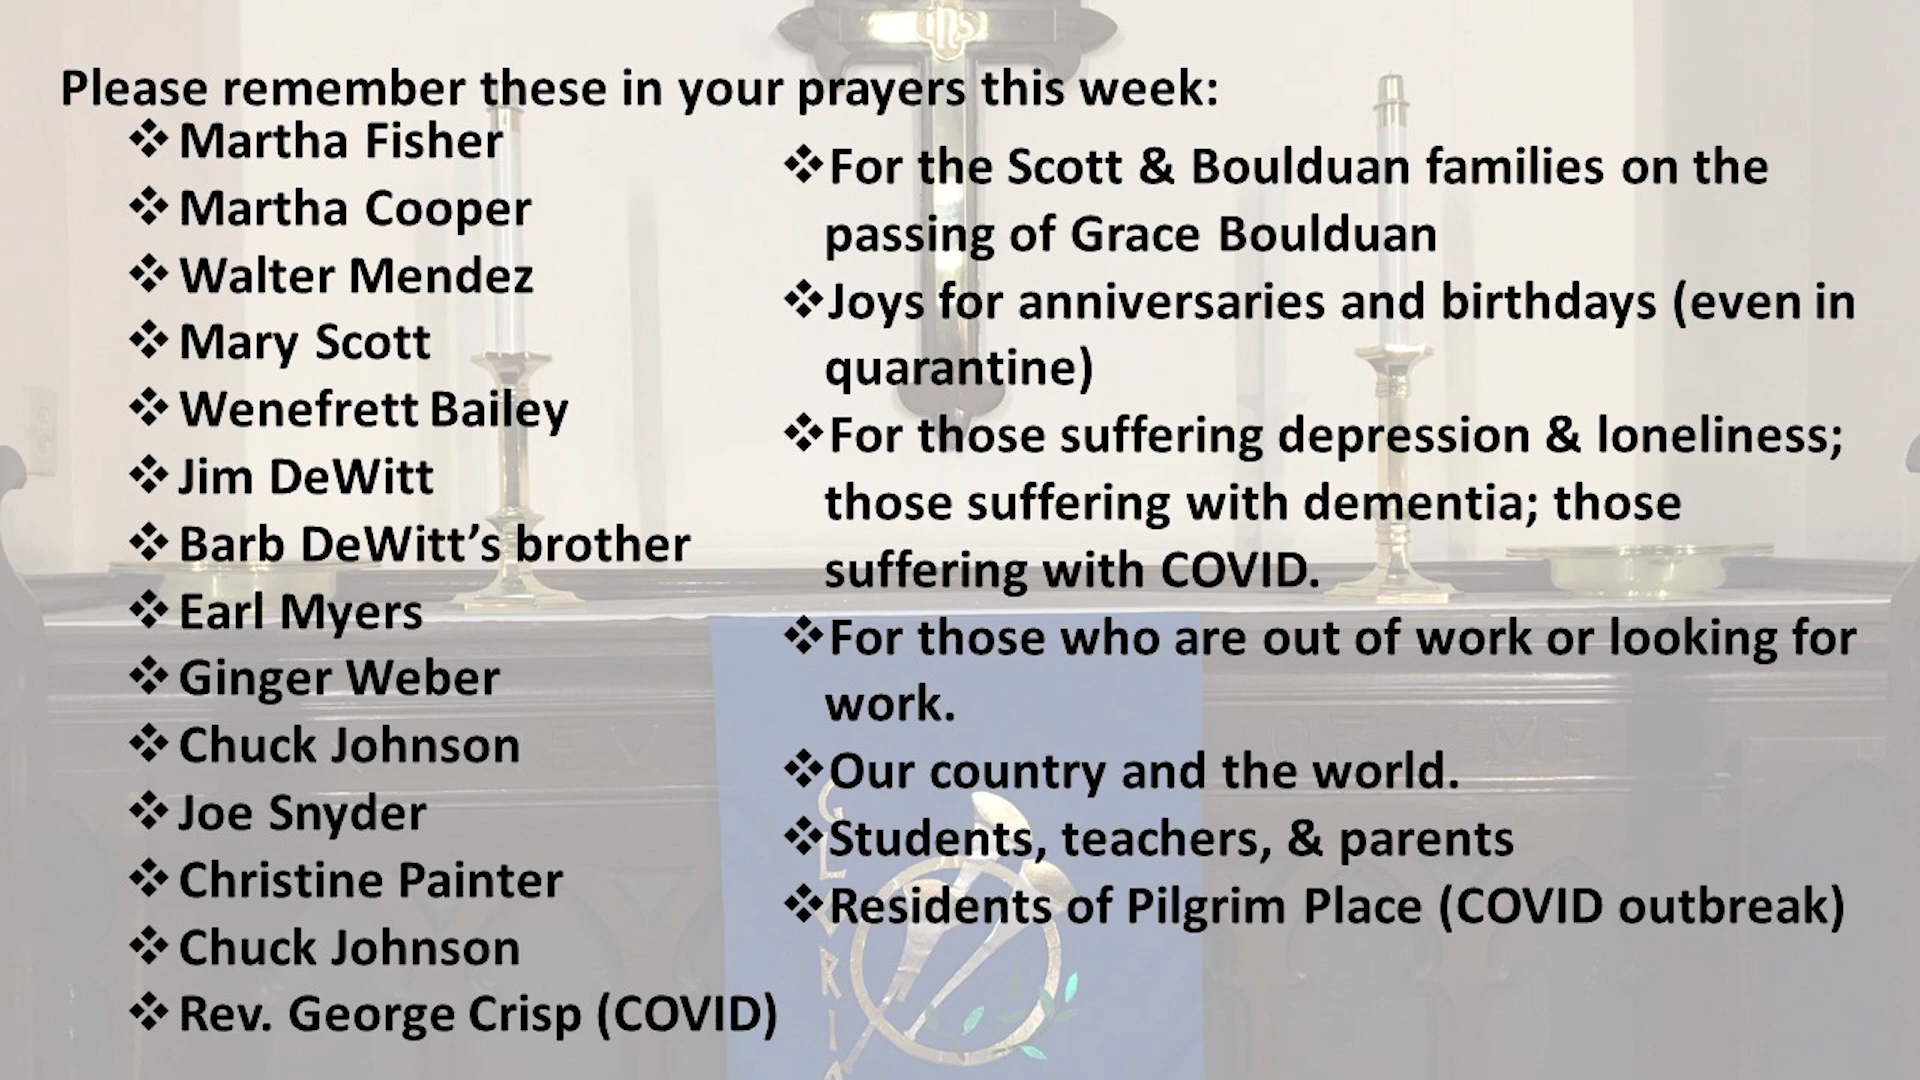 Please remember these in your prayers this week:
❖ Martha Fisher
❖ Martha Cooper
❖ Walter Mendez
❖ Mary Scott
❖ Wenefrett Bailey
❖ Jim DeWitt
❖ Barb DeWitt’s brother
❖ Earl Myers
❖ Ginger Weber
❖ Chuck Johnson
❖ Joe Snyder
❖ Christine Painter
❖ Chuck Johnson
❖ Rev. George Crisp (COVID)
❖For the Scott & Boulduan families on the
passing of Grace Boulduan
❖Joys for anniversaries and birthdays (even in
quarantine)
❖For those suffering depression & loneliness;
those suffering with dementia; those
suffering with COVID.
❖For those who are out of work or looking for
work.
❖Our country and the world.
❖Students, teachers, & parents
❖Residents of Pilgrim Place (COVID outbreak)
IHS
GLORIA